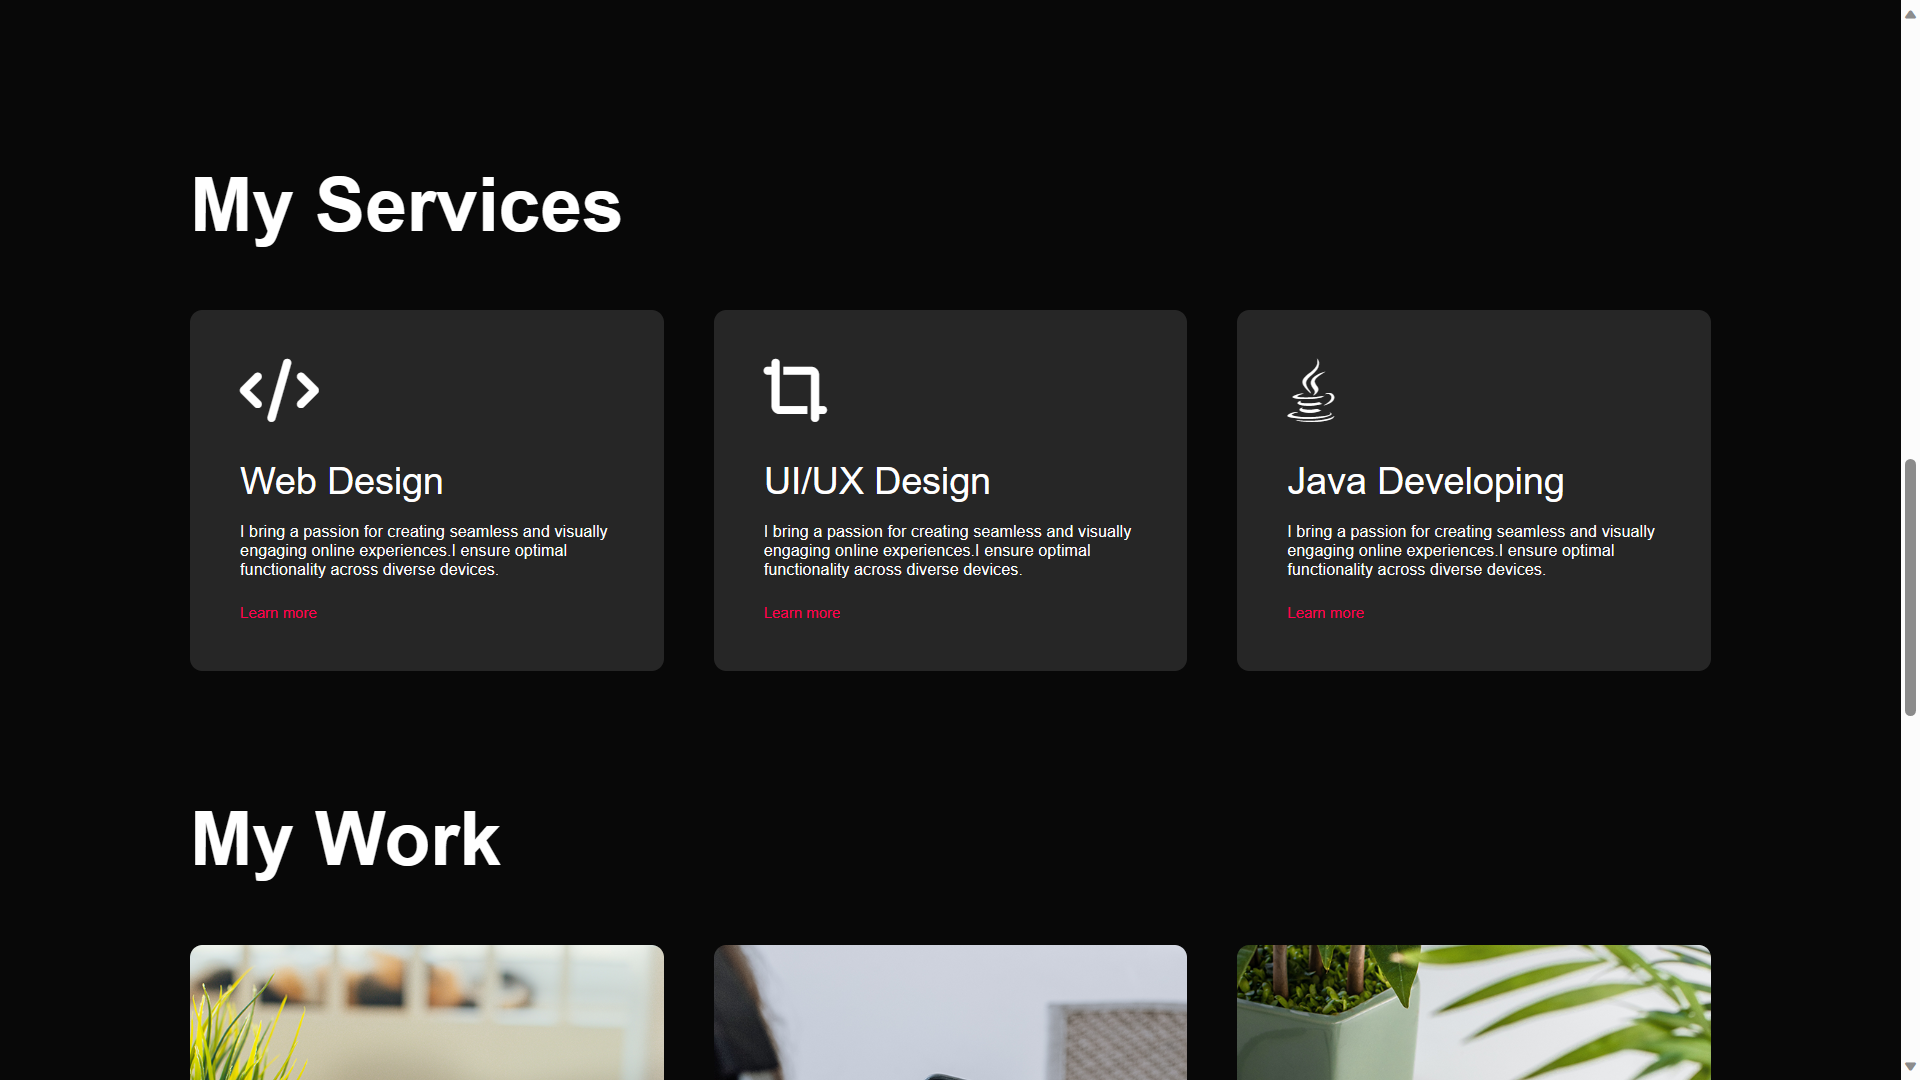 My Services
Web Design
I bring a passion for creating seamless and visually
engaging online experiences.I ensure optimal
functionality across diverse devices.
Learn more
UI/UX Design
I bring a passion for creating seamless and visually
engaging online experiences.I ensure optimal
functionality across diverse devices.
Learn more
Java Developing
I bring a passion for creating seamless and visually
engaging online experiences.I ensure optimal
functionality across diverse devices.
Learn more
My Work